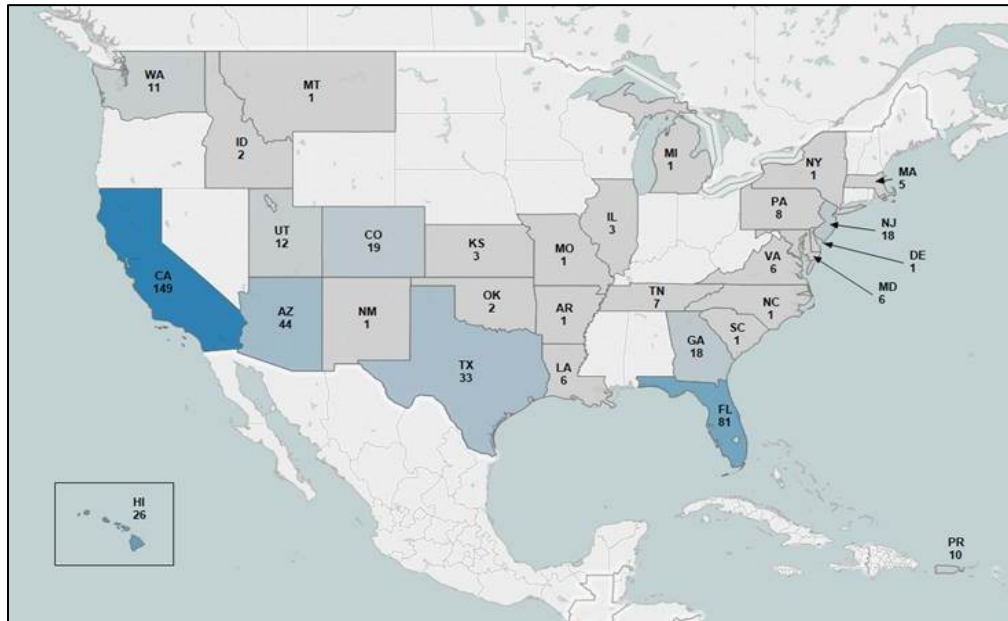 WA
11
MT
1
ID
2
MI
1
NY
1
MA
5
PA
8
NJ
18
IL
3
UT
12
CO
19
KS
3
MO
1
VA
6
DE
1
MD
6
CA
149
AZ
44
NM
1
OK
2
AR
1
TN
7
NC
1
SC
1
GA
18
TX
33
LA
6
FL
81
HI
26
PR
10